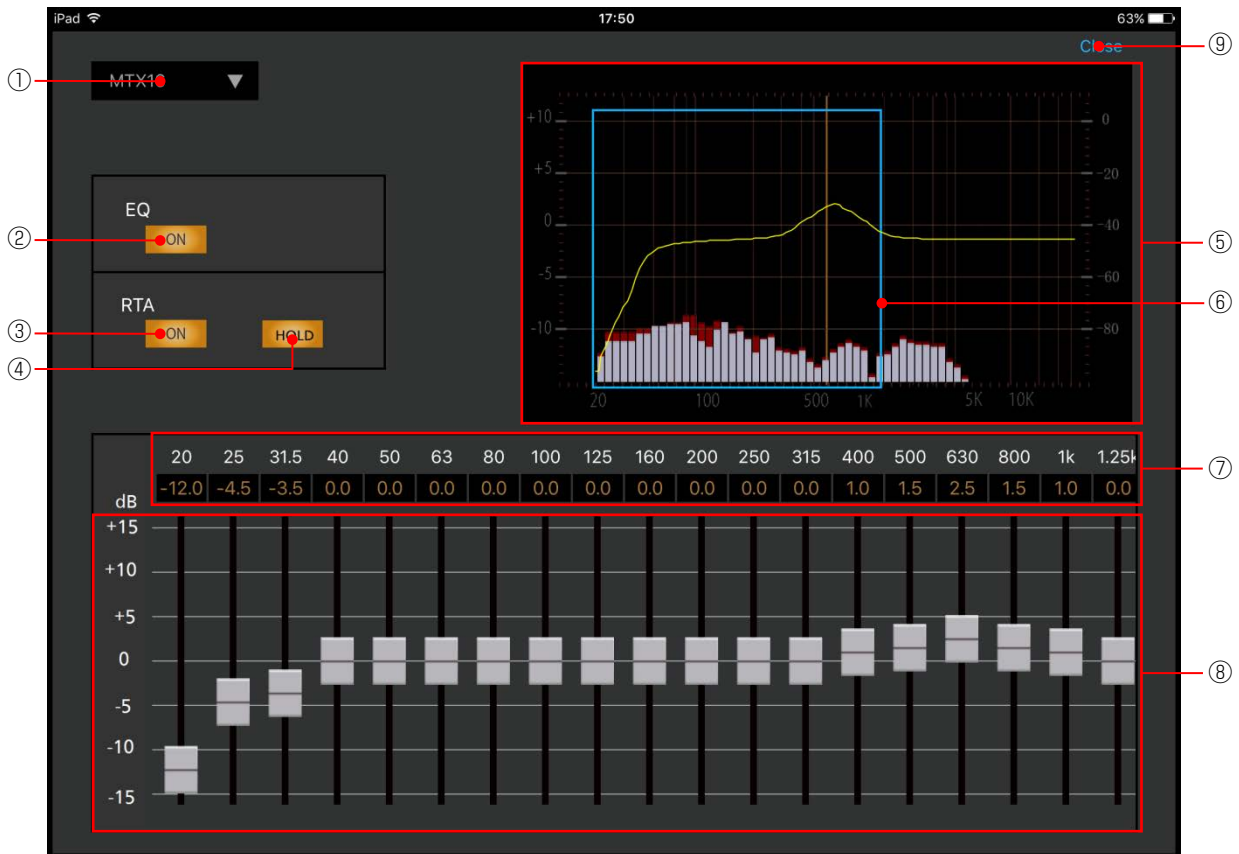 iPad 17:50 63%
Close ⑨
① MTX16 ▼
EQ
② ON
RTA
③ ON HOLD
④
+10 0
+5 -20
0 -40
⑤
-5 -60
⑥
-10 -80
20 100 500 1K 5K 10K
20 25 31.5 40 50 63 80 100 125 160 200 250 315 400 500 630 800 1k 1.25k
⑦
-12.0 -4.5 -3.5 0.0 0.0 0.0 0.0 0.0 0.0 0.0 0.0 0.0 0.0 1.0 1.5 2.5 1.5 1.0 0.0
dB
+15
+10
+5
0
⑧
-5
-10
-15